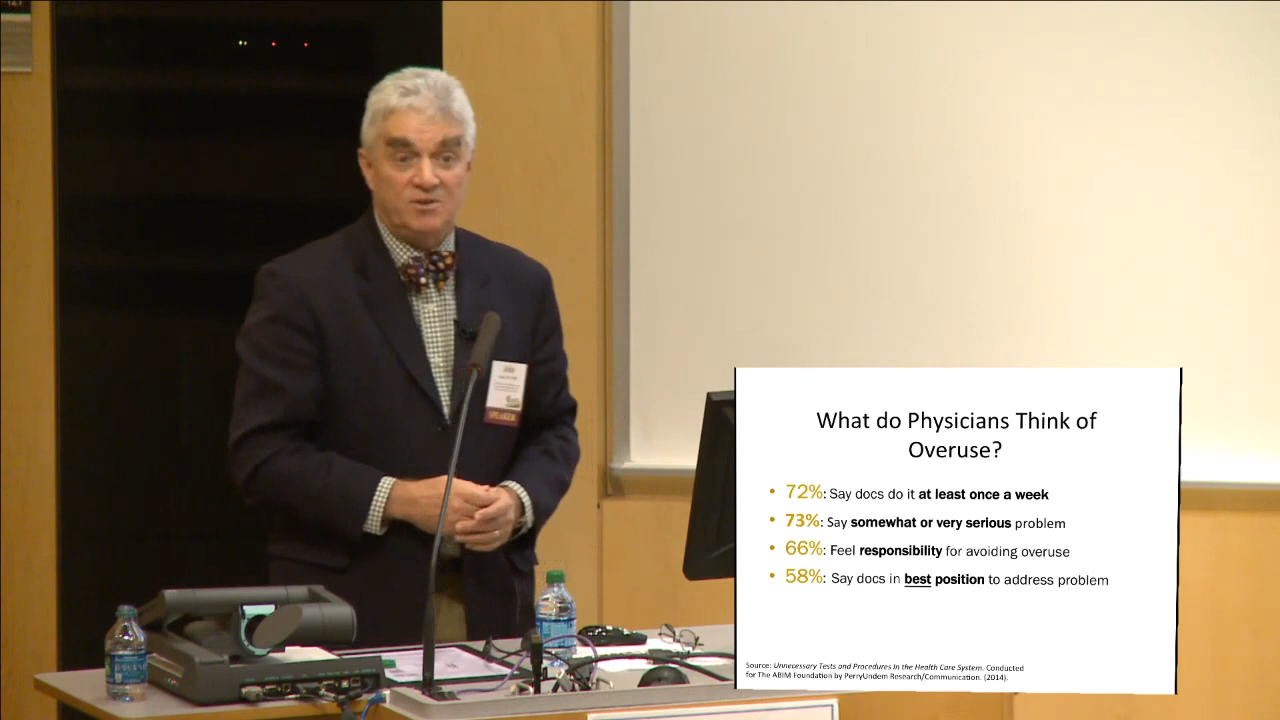 SPEAKER
What do Physicians Think of
Overuse?
• 72%: Say docs do it at least once a week
• 73%: Say somewhat or very serious problem
• 66%: Feel responsibility for avoiding overuse
• 58%: Say docs in best position to address problem
Source: Unnecessary Tests and Procedures In the Health Care System. Conducted
for The ABIM Foundation by PerryUndem Research/Communication. (2014).